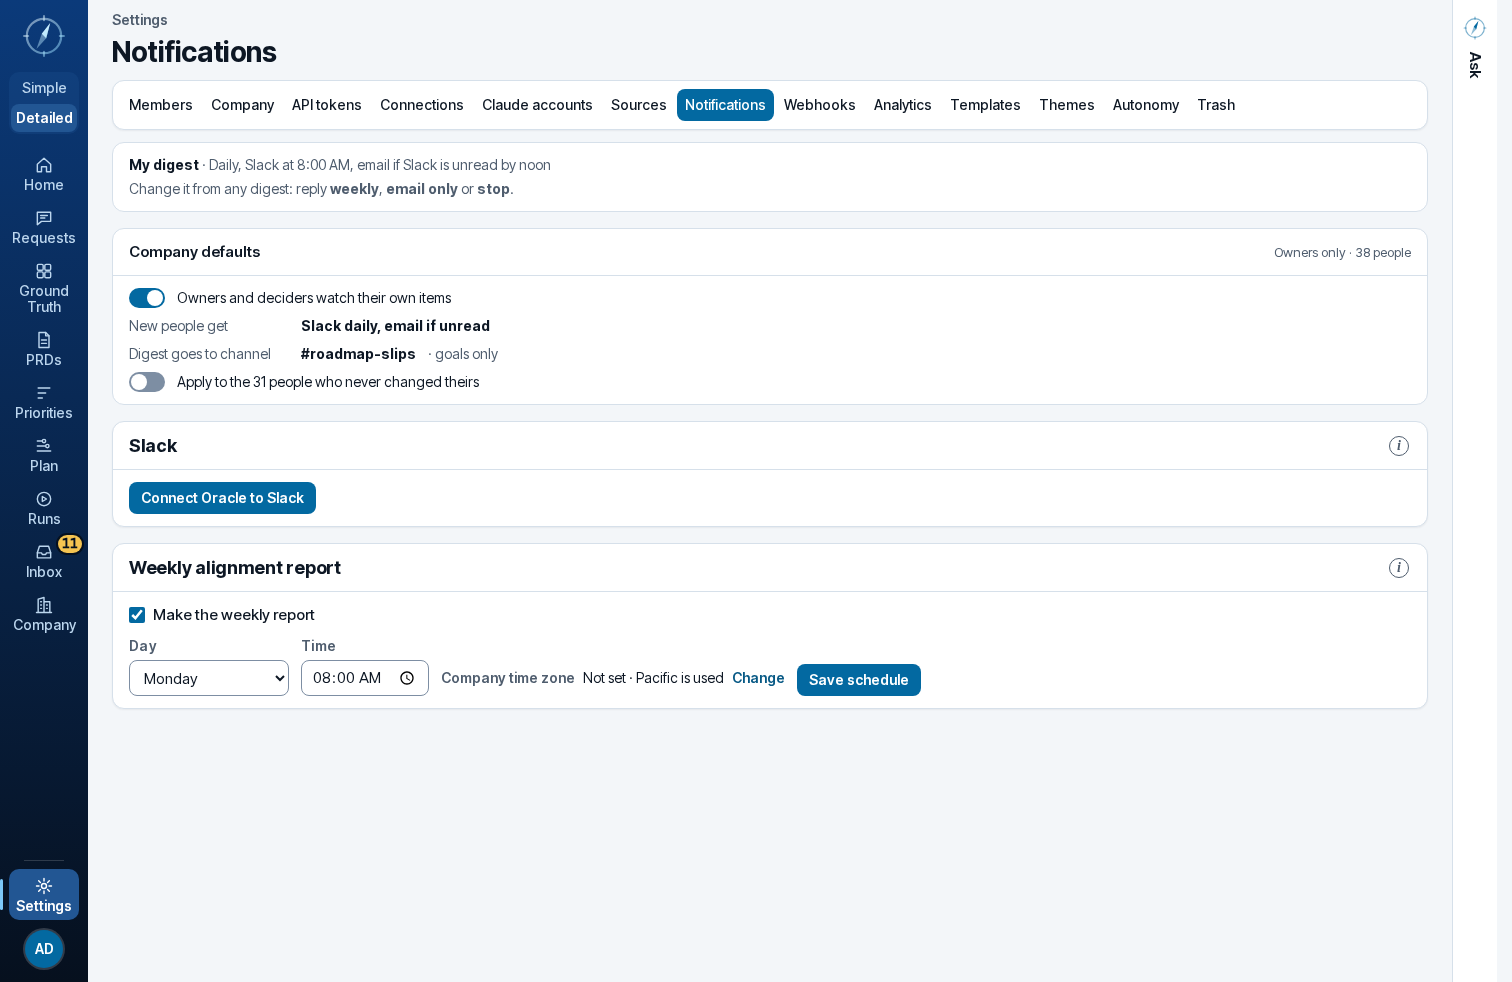 Simple
Detailed
Home
Requests
Ground
Truth
PRDs
Priorities
Plan
Runs
11
Inbox
Company
Settings
AD
Settings
Notifications
Members Company API tokens Connections Claude accounts Sources Notifications Webhooks Analytics Templates Themes Autonomy Trash
My digest · Daily, Slack at 8:00 AM, email if Slack is unread by noon
Change it from any digest: reply weekly, email only or stop.
Company defaults Owners only · 38 people
Owners and deciders watch their own items
New people get Slack daily, email if unread
Digest goes to channel #roadmap-slips · goals only
Apply to the 31 people who never changed theirs
Slack i
Connect Oracle to Slack
Weekly alignment report i
Make the weekly report
Day Time
Monday 08:00 AM Company time zone Not set · Pacific is used Change Save schedule
Ask